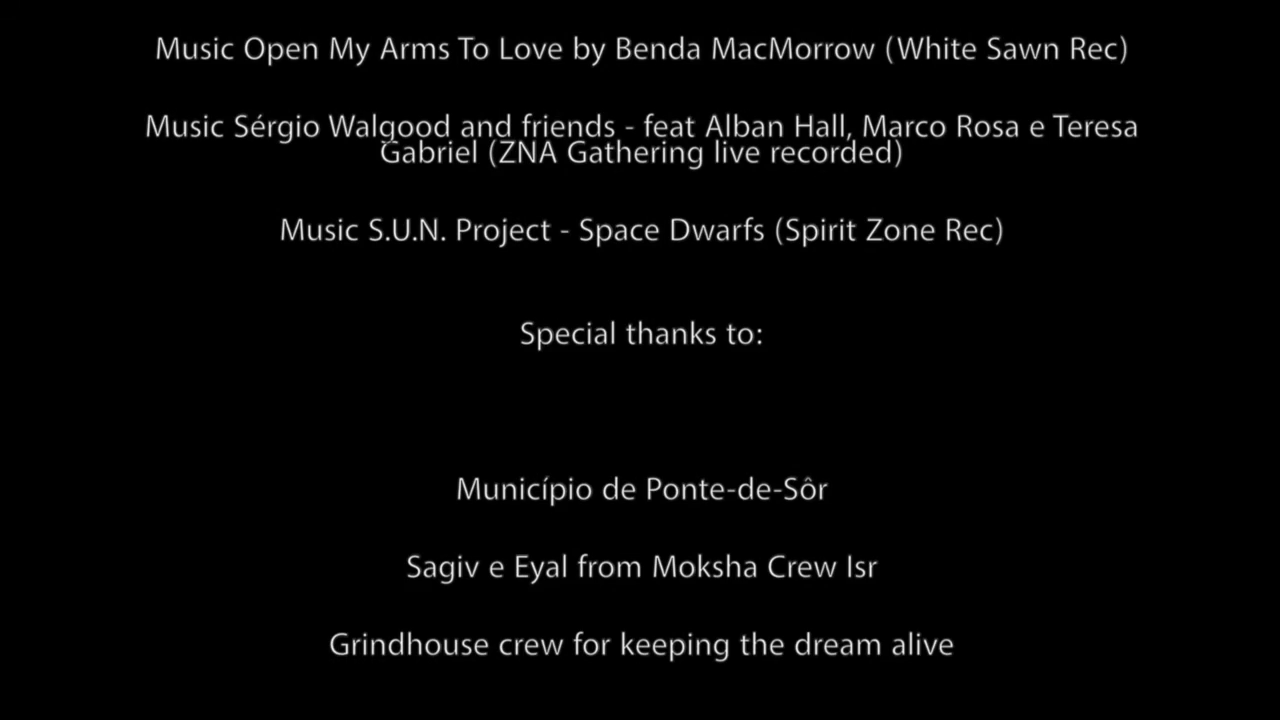 Music Open My Arms To Love by Benda MacMorrow (White Sawn Rec)
Music Sérgio Walgood and friends - feat Alban Hall, Marco Rosa e Teresa
Gabriel (ZNA Gathering live recorded)
Music S.U.N. Project - Space Dwarfs (Spirit Zone Rec)
Special thanks to:
Município de Ponte-de-Sôr
Sagiv e Eyal from Moksha Crew Isr
Grindhouse crew for keeping the dream alive